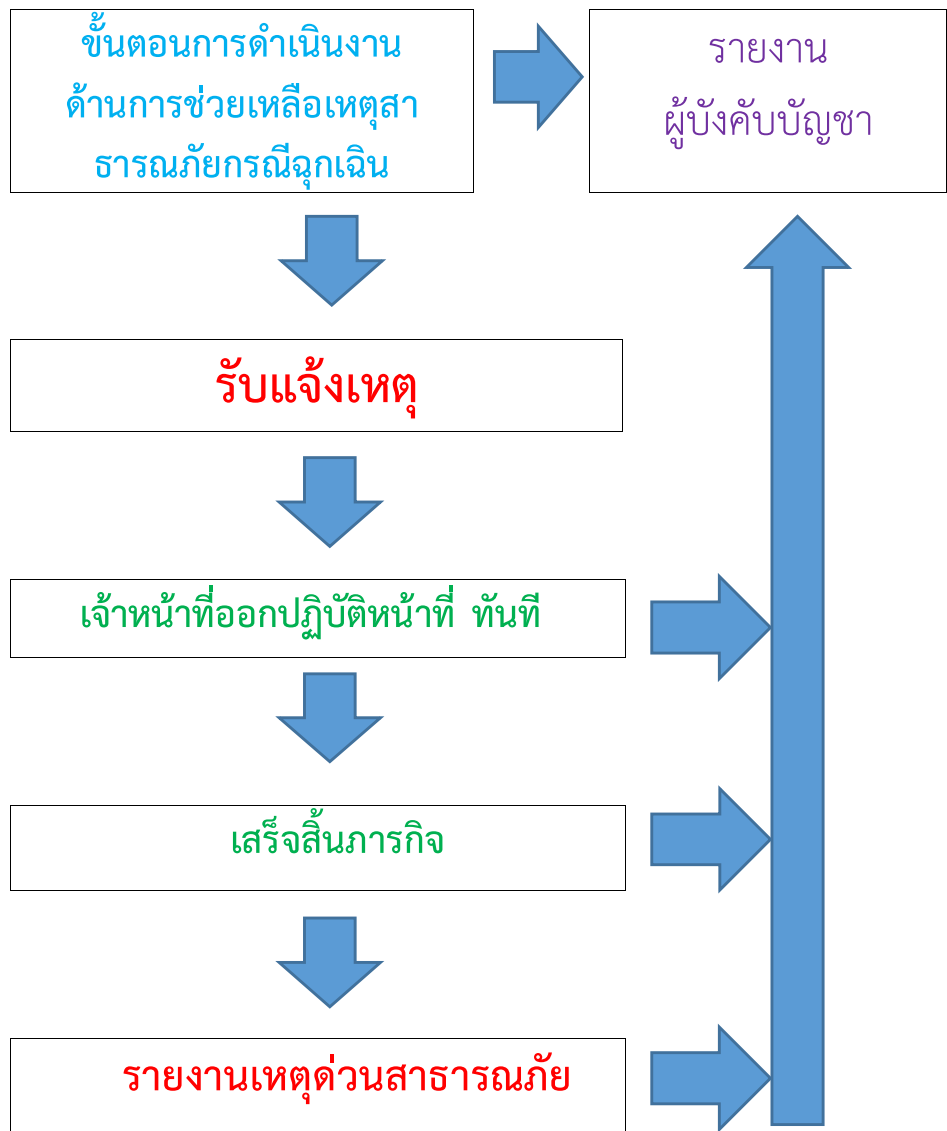 ขั้นตอนการดำเนินงาน
ด้านการช่วยเหลือเหตุสา
ธารณภัยกรณีฉุกเฉิน
รายงาน
ผู้บังคับบัญชา
รับแจ้งเหตุ
เจ้าหน้าที่ออกปฏิบัติหน้าที่ ทันที
เสร็จสิ้นภารกิจ
รายงานเหตุด่วนสาธารณภัย